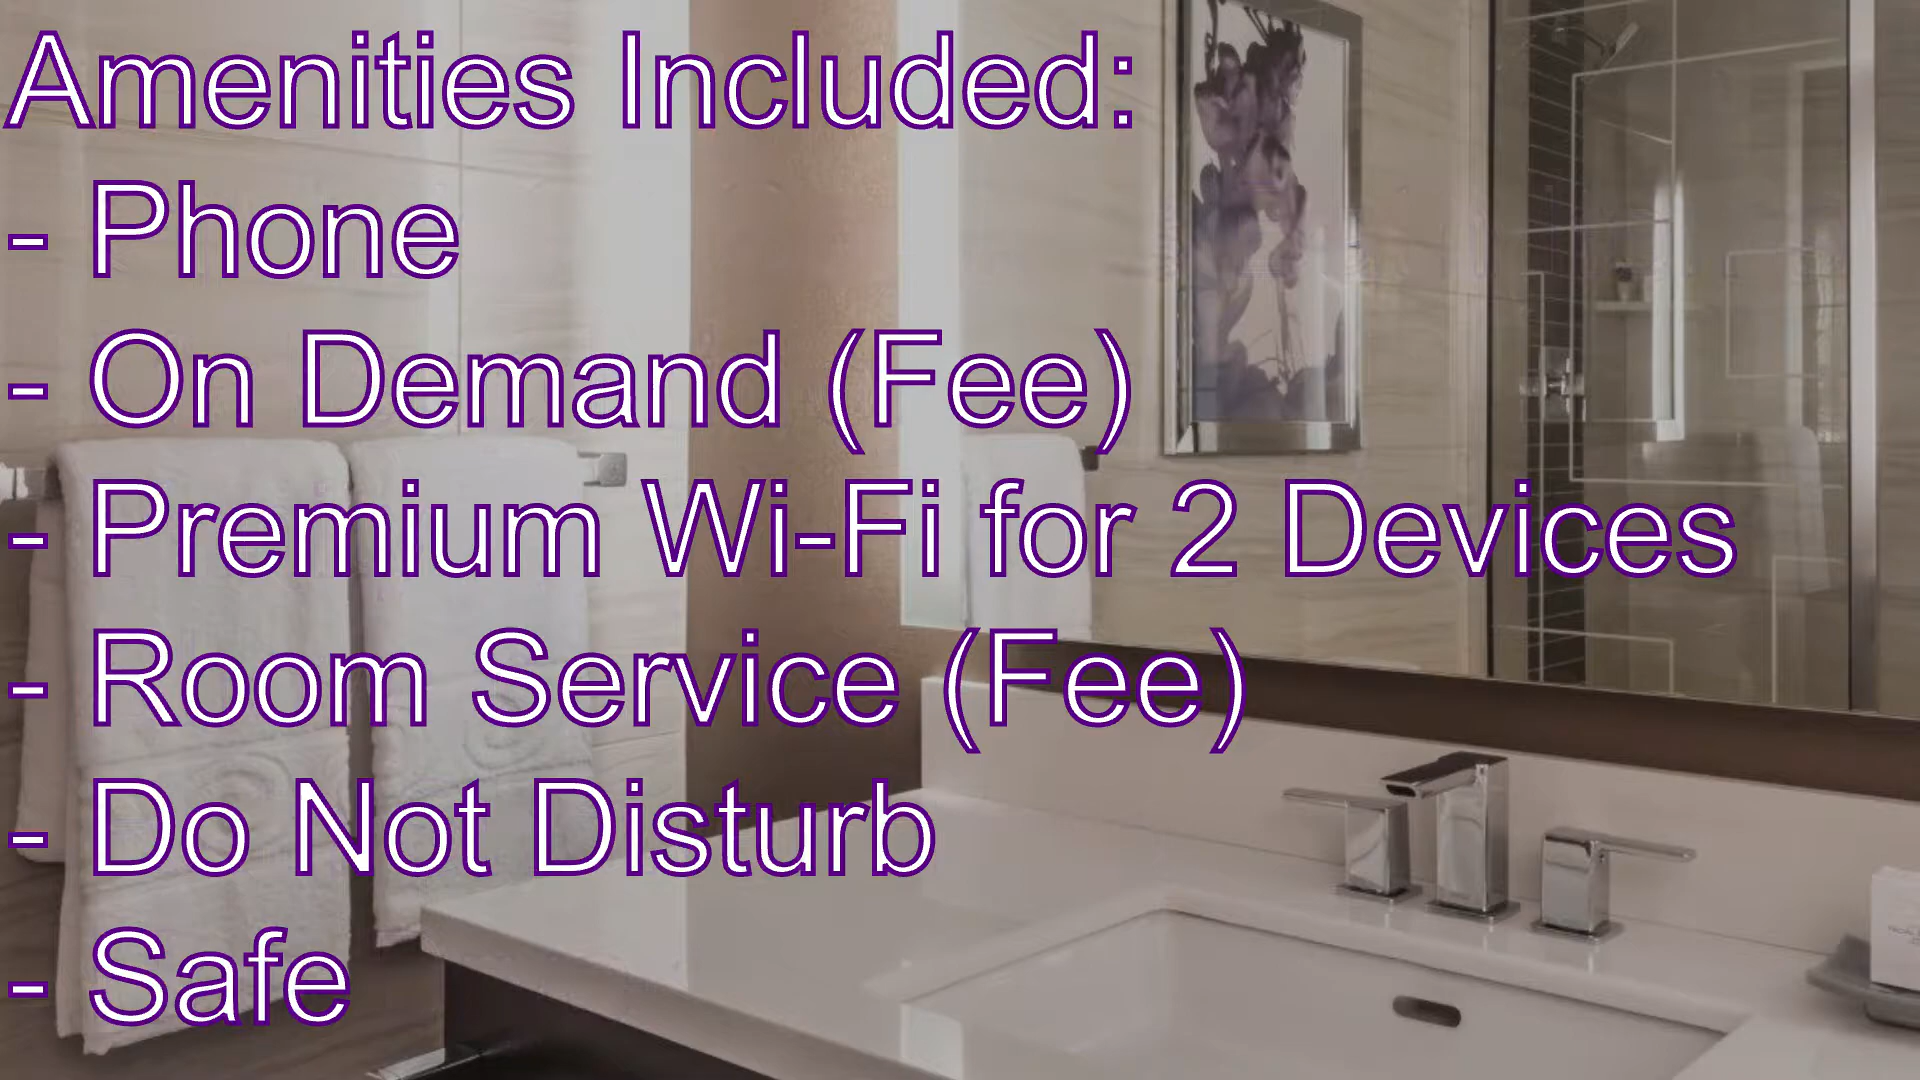 Amenities Included:
- Phone
- On Demand (Fee)
- Premium Wi-Fi for 2 Devices
- Room Service (Fee)
- Do Not Disturb
- Safe